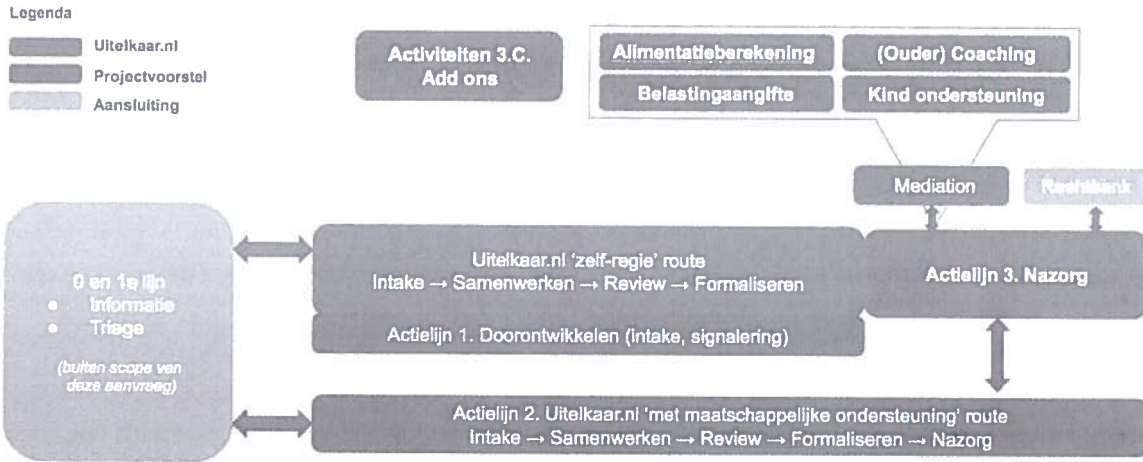 Legenda
Uitelkaar.nl
Projectvoorstel
Aansluiting
Activiteiten 3.C.
Add ons
Alimentatieberekening
(Ouder) Coaching
Belastingaangifte
Kind ondersteuning
Mediation
Rechtbank
0 en 1e lijn
• Informatie
• Triage
(buiten scope van
deze aanvraag)
Uitelkaar.nl 'zelf-regie' route
Intake → Samenwerken → Review → Formaliseren
Actielijn 1. Doorontwikkelen (intake, signalering)
Actielijn 3. Nazorg
Actielijn 2. Uitelkaar.nl 'met maatschappelijke ondersteuning' route
Intake → Samenwerken → Review → Formaliseren → Nazorg